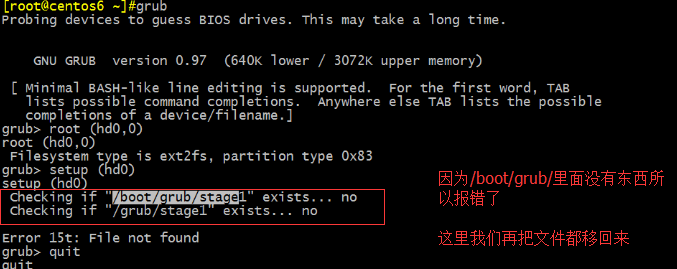 [root@centos6 ~]#grub
Probing devices to guess BIOS drives. This may take a long time.
GNU GRUB  version 0.97  (640K lower / 3072K upper memory)
[ Minimal BASH-like line editing is supported.  For the first word, TAB
lists possible command completions.  Anywhere else TAB lists the possible
completions of a device/filename.]
grub> root (hd0,0)
root (hd0,0)
Filesystem type is ext2fs, partition type 0x83
grub> setup (hd0)
setup (hd0)
Checking if "/boot/grub/stage1" exists... no
Checking if "/grub/stage1" exists... no
Error 15t: File not found
grub> quit
quit
因为/boot/grub/里面没有东西所
以报错了
这里我们再把文件都移回来